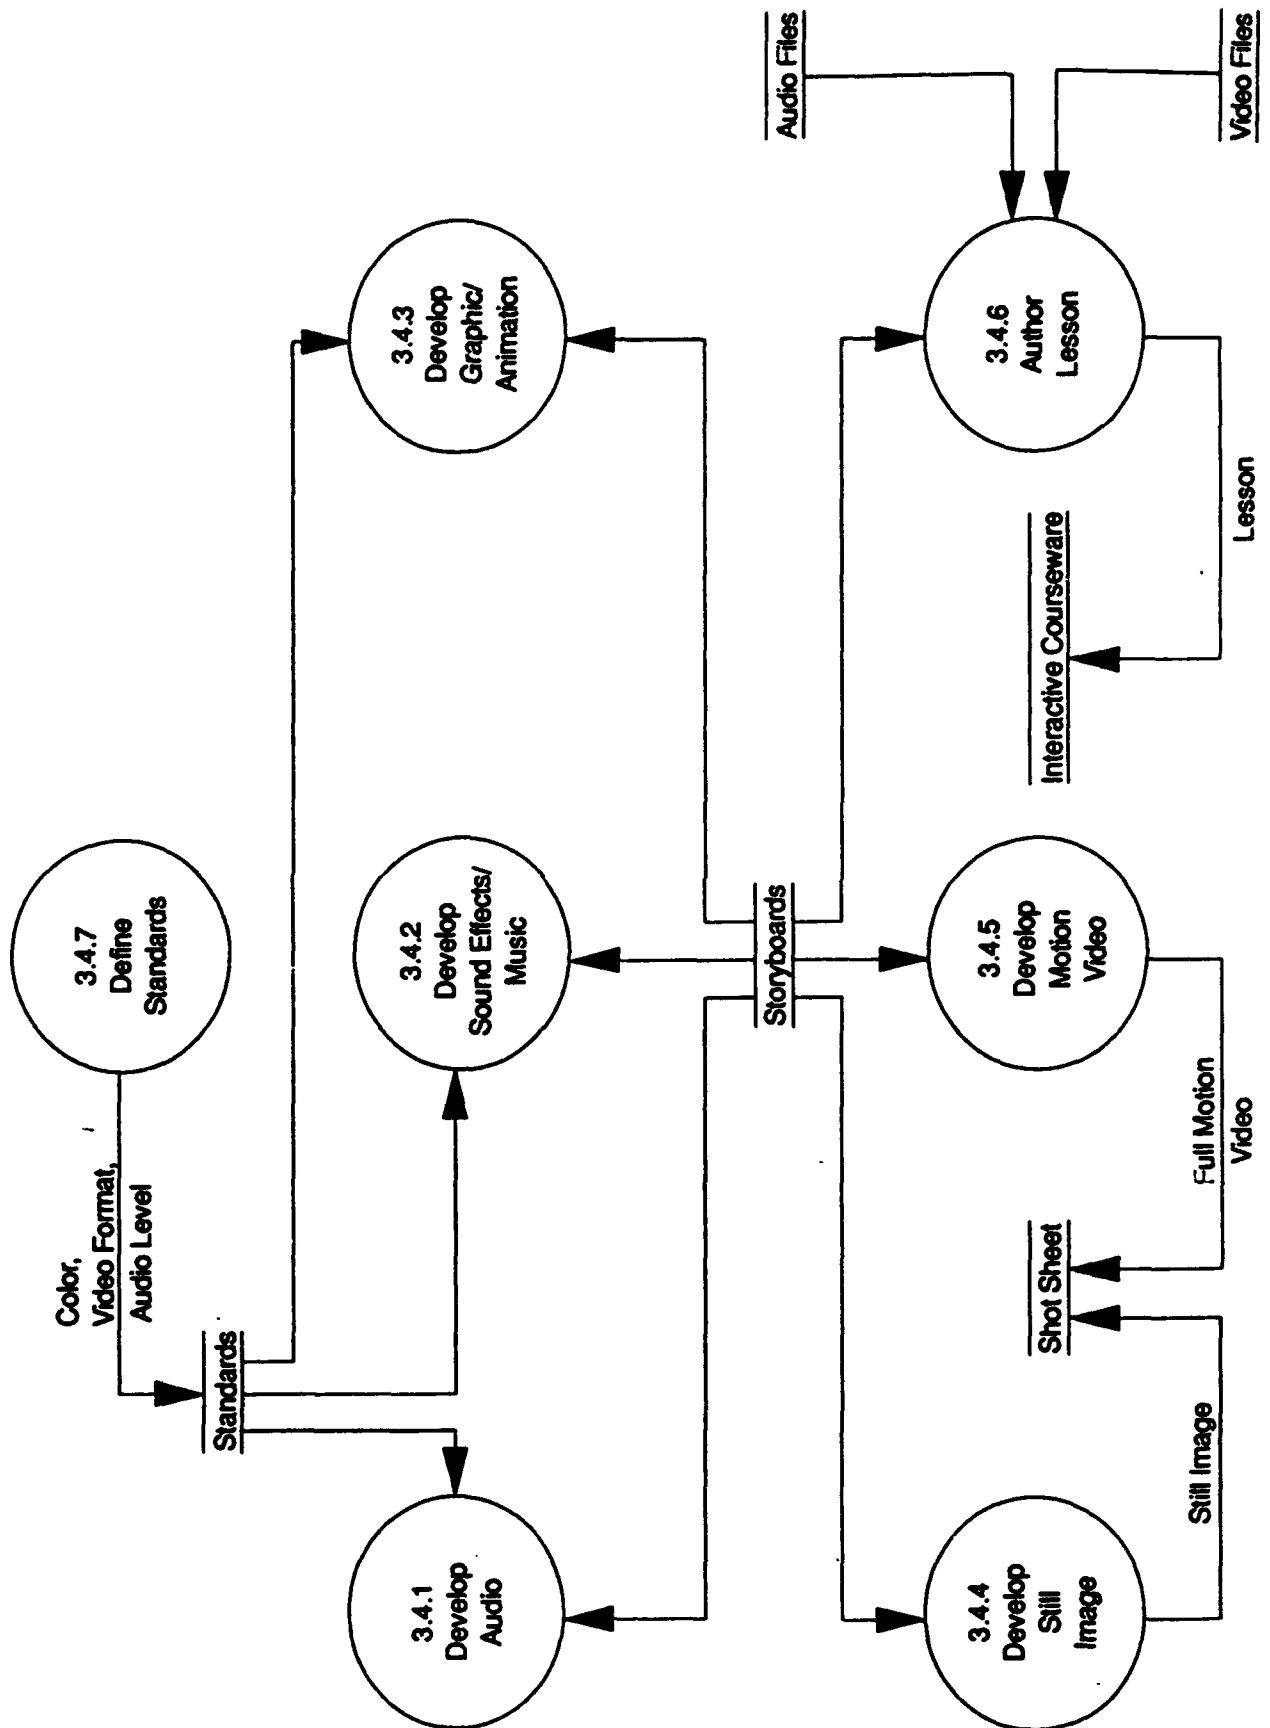 3.4.7
Define
Standards
Color,
Video Format,
Audio Level
Standards
3.4.1
Develop
Audio
3.4.2
Develop
Sound Effects/
Music
3.4.3
Develop
Graphic/
Animation
Storyboards
Audio Files
Video Files
3.4.4
Develop
Still
Image
3.4.5
Develop
Motion
Video
3.4.6
Author
Lesson
Shot Sheet
Interactive Courseware
Still Image
Full Motion
Video
Lesson